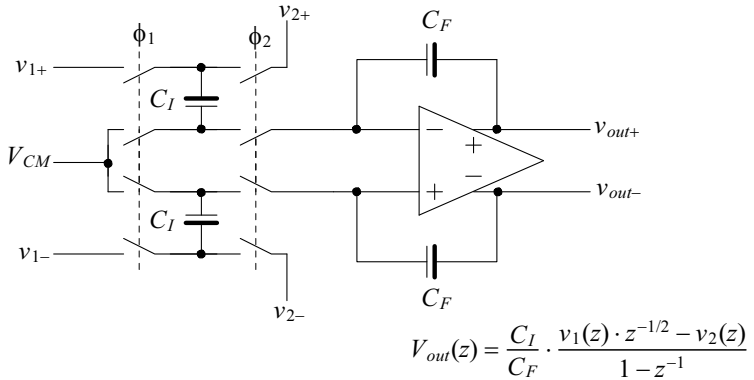 v2+
ϕ1
ϕ2
CF
v1+
CI
− + vout+
VCM
+ − vout−
CI
v1−
CF
v2−
Vout(z) = CI/CF · (v1(z) · z^−1/2 − v2(z))/(1 − z^−1)